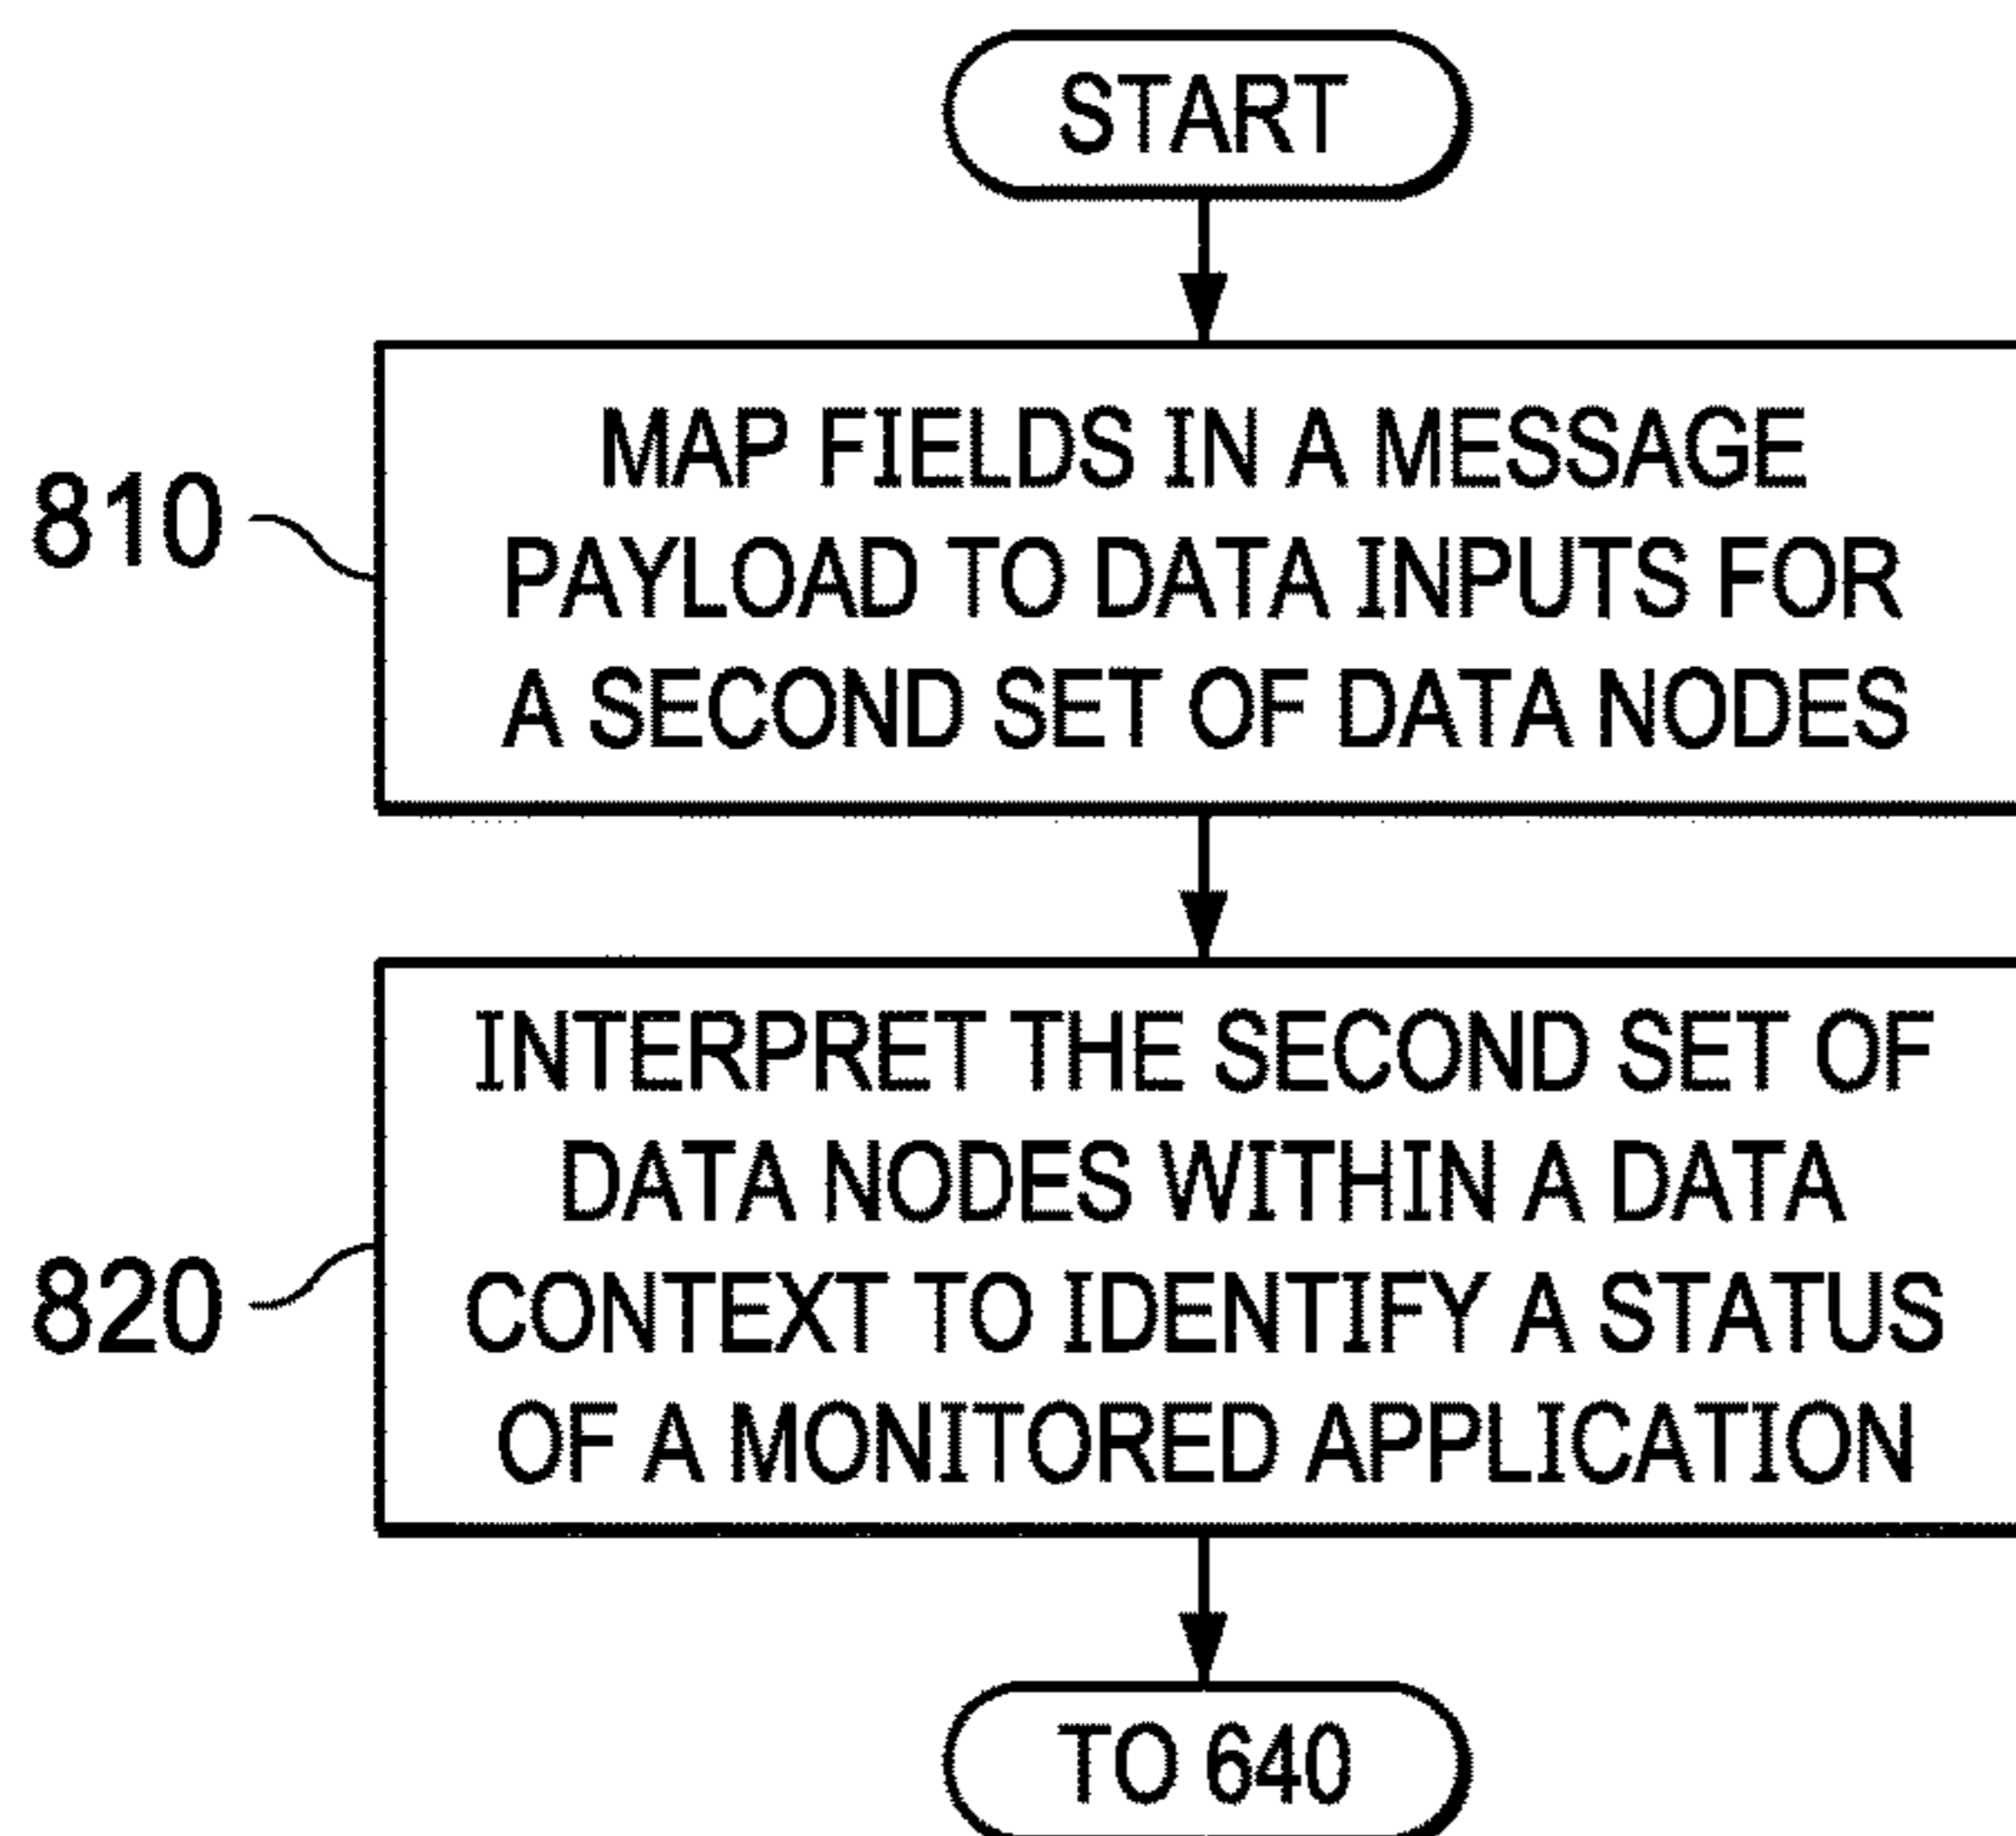 START
810
MAP FIELDS IN A MESSAGE
PAYLOAD TO DATA INPUTS FOR
A SECOND SET OF DATA NODES
820
INTERPRET THE SECOND SET OF
DATA NODES WITHIN A DATA
CONTEXT TO IDENTIFY A STATUS
OF A MONITORED APPLICATION
TO 640